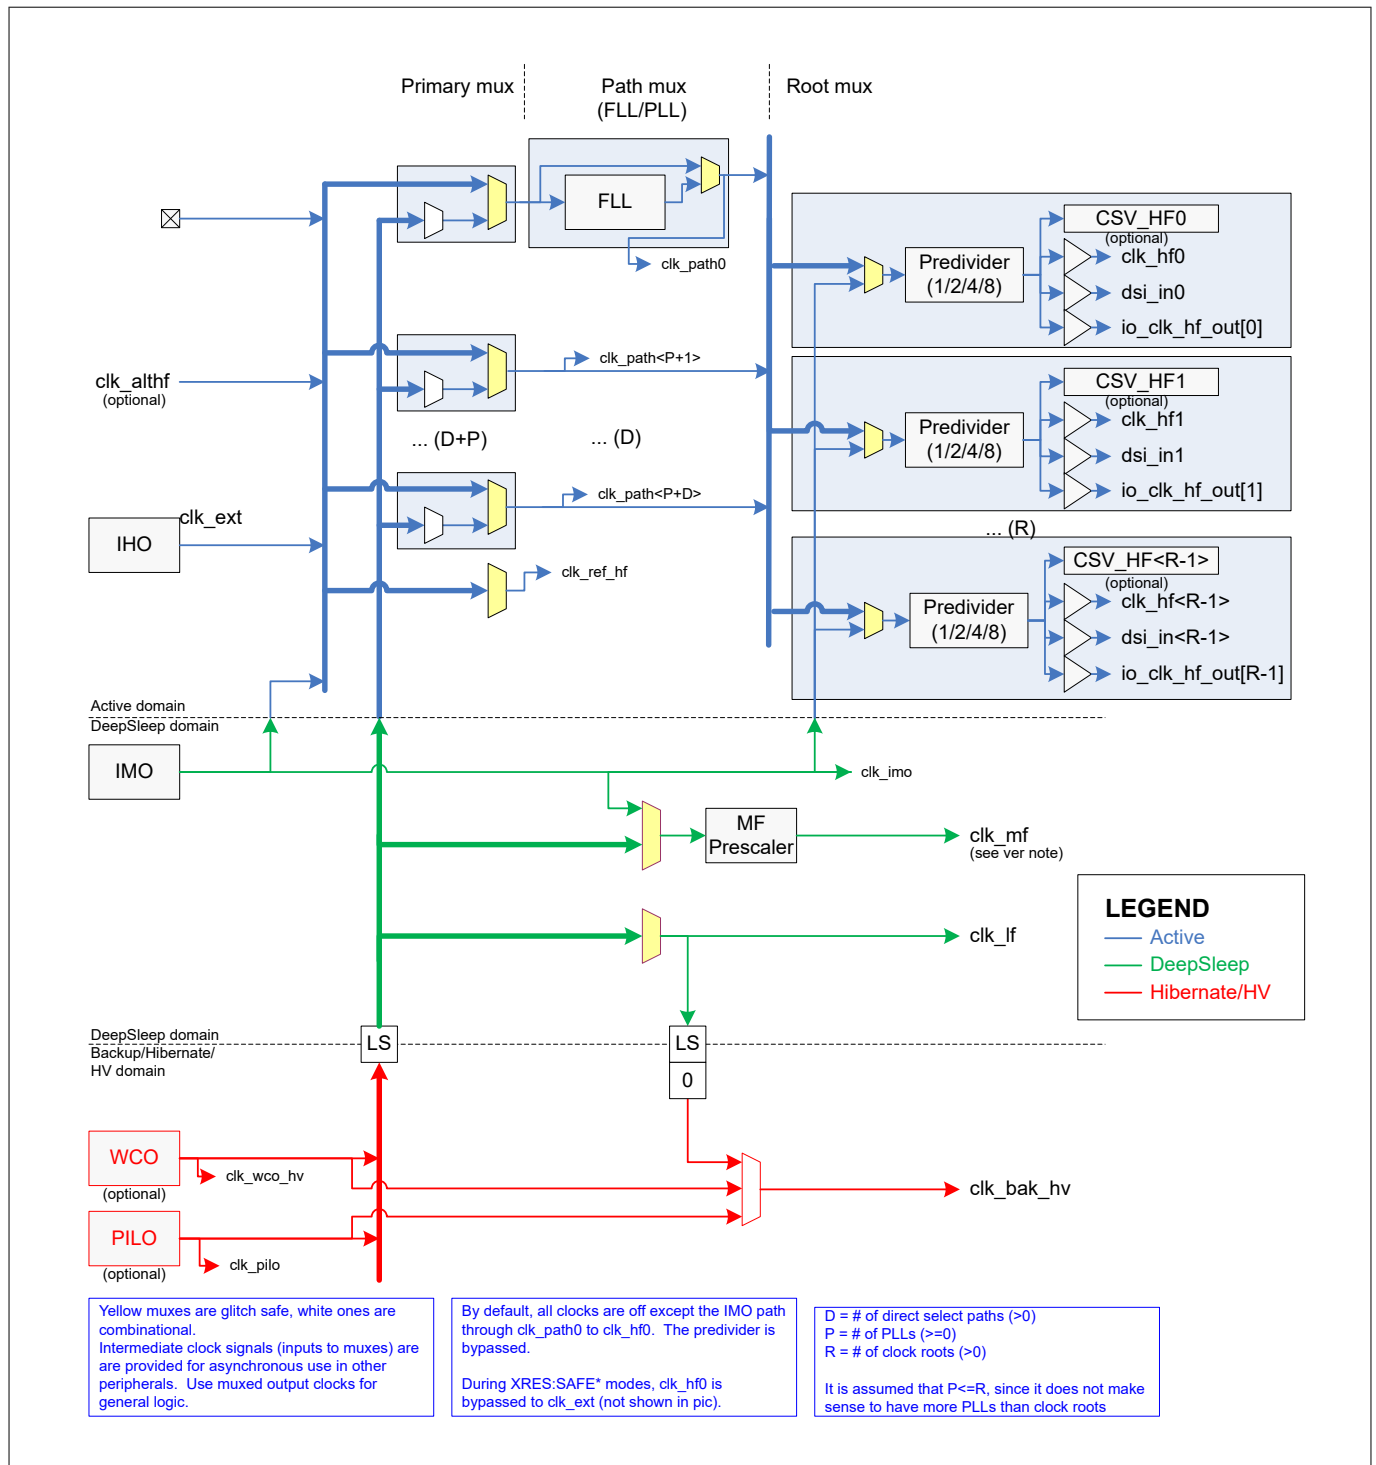 Primary mux
Path mux
(FLL/PLL)
Root mux
FLL
clk_path0
CSV_HF0
(optional)
Predivider
(1/2/4/8)
clk_hf0
dsi_in0
io_clk_hf_out[0]
clk_althf
(optional)
clk_path<P+1>
... (D+P)
... (D)
CSV_HF1
(optional)
Predivider
(1/2/4/8)
clk_hf1
dsi_in1
io_clk_hf_out[1]
clk_path<P+D>
clk_ext
IHO
clk_ref_hf
... (R)
CSV_HF<R-1>
(optional)
Predivider
(1/2/4/8)
clk_hf<R-1>
dsi_in<R-1>
io_clk_hf_out[R-1]
Active domain
DeepSleep domain
IMO
clk_imo
MF
Prescaler
clk_mf
(see ver note)
LEGEND
Active
DeepSleep
Hibernate/HV
clk_lf
DeepSleep domain
Backup/Hibernate/
HV domain
LS
LS
0
WCO
(optional)
clk_wco_hv
clk_bak_hv
PILO
(optional)
clk_pilo
Yellow muxes are glitch safe, white ones are
combinational.
Intermediate clock signals (inputs to muxes) are
are provided for asynchronous use in other
peripherals. Use muxed output clocks for
general logic.
By default, all clocks are off except the IMO path
through clk_path0 to clk_hf0. The predivider is
bypassed.
During XRES:SAFE* modes, clk_hf0 is
bypassed to clk_ext (not shown in pic).
D = # of direct select paths (>0)
P = # of PLLs (>=0)
R = # of clock roots (>0)
It is assumed that P<=R, since it does not make
sense to have more PLLs than clock roots